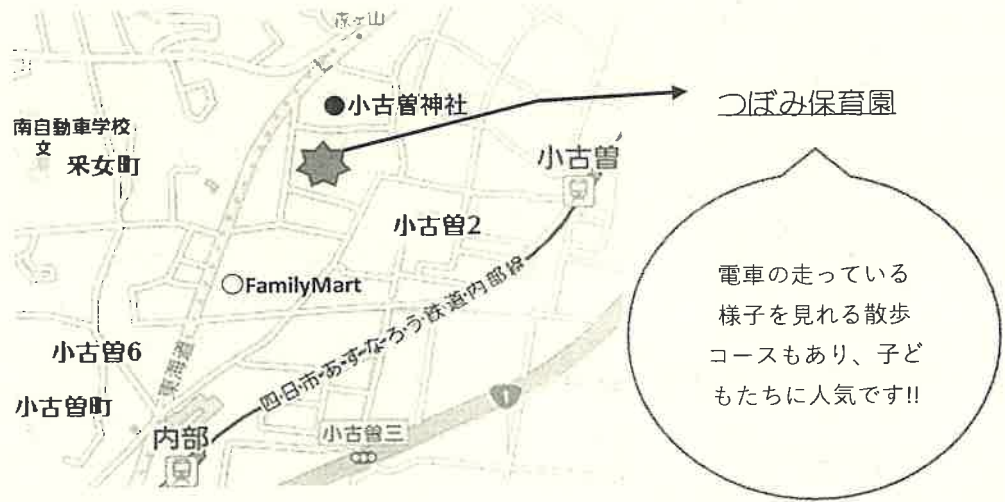 森ヶ山
小古曽神社
つぼみ保育園
南自動車学校
文
采女町
小古曽
小古曽2
電車の走っている
様子を見れる散歩
コースもあり、子ど
もたちに人気です!!
FamilyMart
四日市あすなろう鉄道内部線
小古曽6
東海道
小古曽町
1
小古曽三
内部